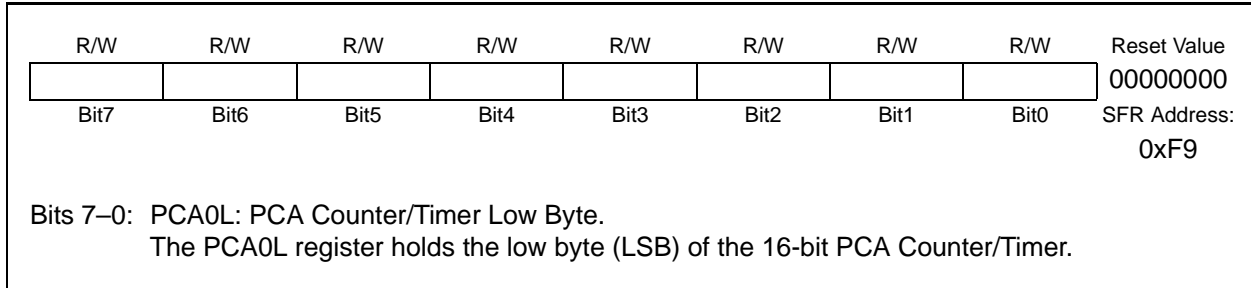 R/W R/W R/W R/W R/W R/W R/W R/W Reset Value
00000000
Bit7 Bit6 Bit5 Bit4 Bit3 Bit2 Bit1 Bit0 SFR Address:
0xF9
Bits 7–0: PCA0L: PCA Counter/Timer Low Byte.
The PCA0L register holds the low byte (LSB) of the 16-bit PCA Counter/Timer.